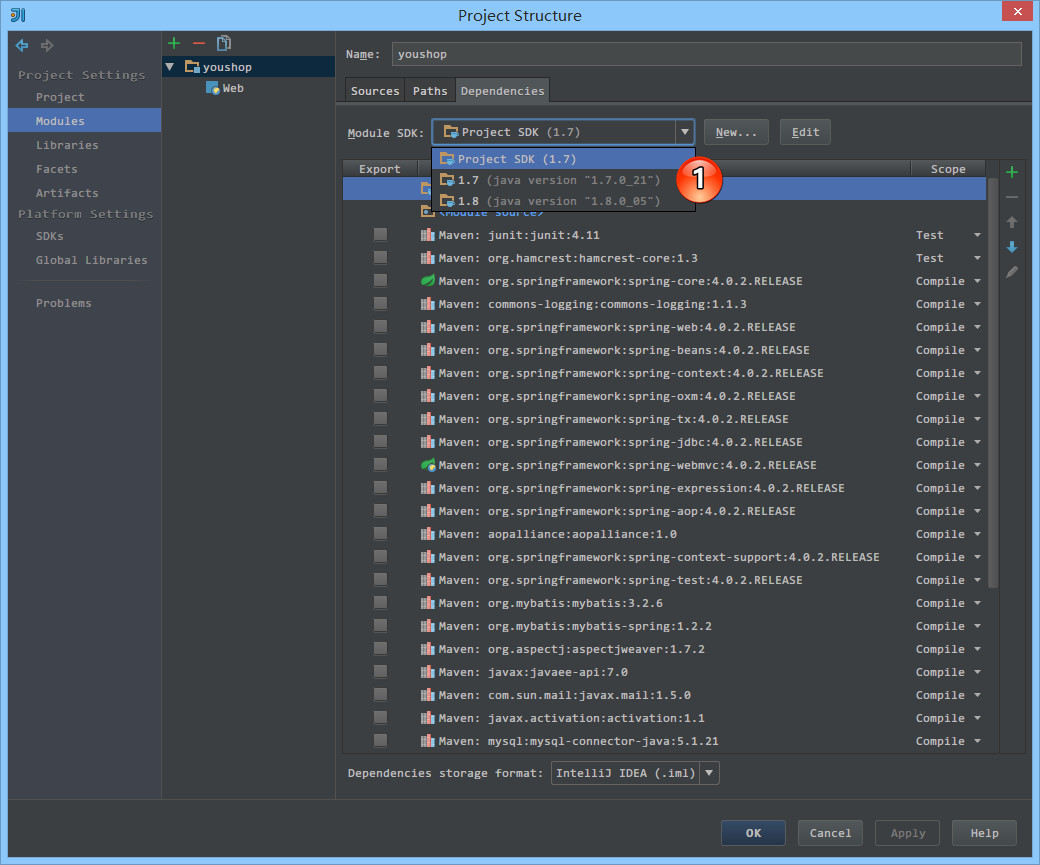 Project Structure
Project Settings
Project
Modules
Libraries
Facets
Artifacts
Platform Settings
SDKs
Global Libraries
Problems
youshop
Web
Name: youshop
Sources Paths Dependencies
Module SDK: Project SDK (1.7) New... Edit
Project SDK (1.7)
1.7 (java version "1.7.0_21")
1.8 (java version "1.8.0_05")
1
Export Scope
<Module source>
Maven: junit:junit:4.11 Test
Maven: org.hamcrest:hamcrest-core:1.3 Test
Maven: org.springframework:spring-core:4.0.2.RELEASE Compile
Maven: commons-logging:commons-logging:1.1.3 Compile
Maven: org.springframework:spring-web:4.0.2.RELEASE Compile
Maven: org.springframework:spring-beans:4.0.2.RELEASE Compile
Maven: org.springframework:spring-context:4.0.2.RELEASE Compile
Maven: org.springframework:spring-oxm:4.0.2.RELEASE Compile
Maven: org.springframework:spring-tx:4.0.2.RELEASE Compile
Maven: org.springframework:spring-jdbc:4.0.2.RELEASE Compile
Maven: org.springframework:spring-webmvc:4.0.2.RELEASE Compile
Maven: org.springframework:spring-expression:4.0.2.RELEASE Compile
Maven: org.springframework:spring-aop:4.0.2.RELEASE Compile
Maven: aopalliance:aopalliance:1.0 Compile
Maven: org.springframework:spring-context-support:4.0.2.RELEASE Compile
Maven: org.springframework:spring-test:4.0.2.RELEASE Compile
Maven: org.mybatis:mybatis:3.2.6 Compile
Maven: org.mybatis:mybatis-spring:1.2.2 Compile
Maven: org.aspectj:aspectjweaver:1.7.2 Compile
Maven: javax:javaee-api:7.0 Compile
Maven: com.sun.mail:javax.mail:1.5.0 Compile
Maven: javax.activation:activation:1.1 Compile
Maven: mysql:mysql-connector-java:5.1.21 Compile
Dependencies storage format: IntelliJ IDEA (.iml)
OK Cancel Apply Help